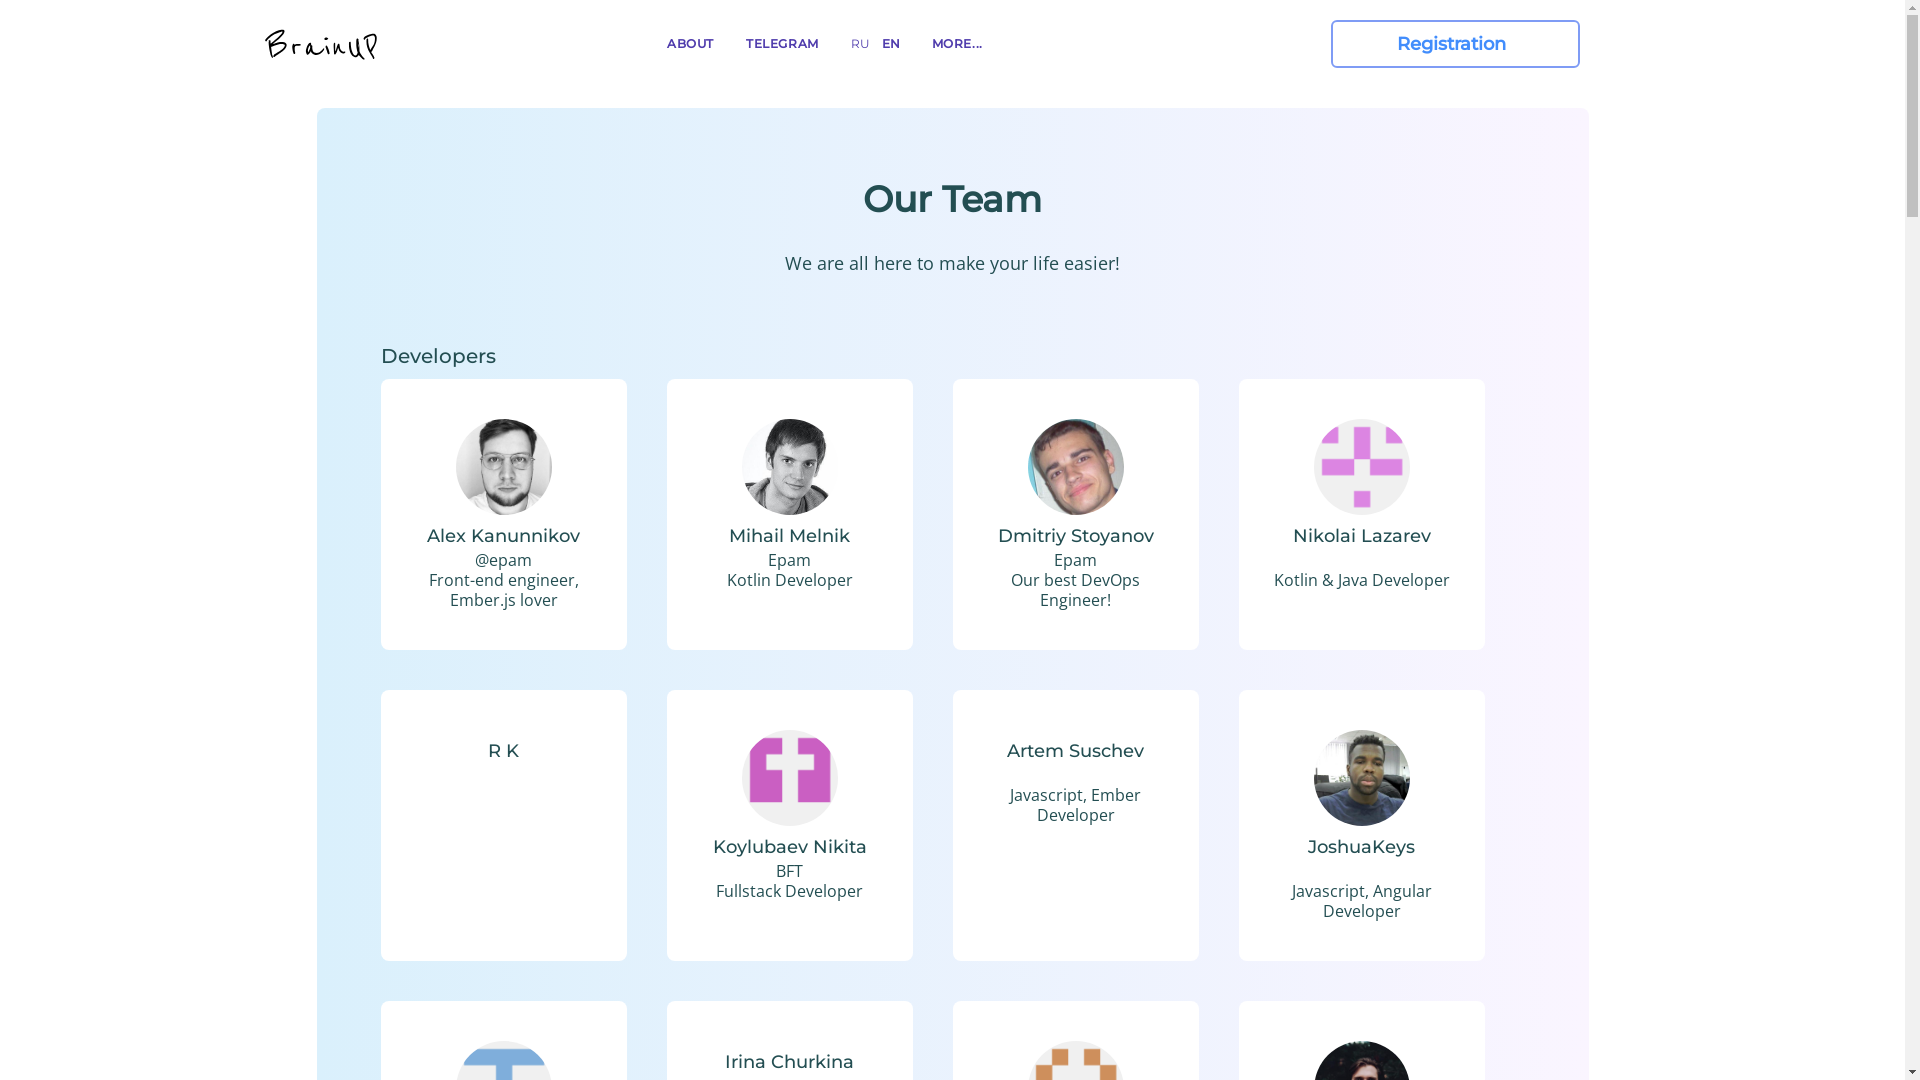 BrainUP
ABOUT
TELEGRAM
RU
EN
MORE...
Registration
Our Team
We are all here to make your life easier!
Developers
Alex Kanunnikov
@epam
Front-end engineer,
Ember.js lover
Mihail Melnik
Epam
Kotlin Developer
Dmitriy Stoyanov
Epam
Our best DevOps
Engineer!
Nikolai Lazarev
Kotlin & Java Developer
R K
Koylubaev Nikita
BFT
Fullstack Developer
Artem Suschev
Javascript, Ember
Developer
JoshuaKeys
Javascript, Angular
Developer
Irina Churkina